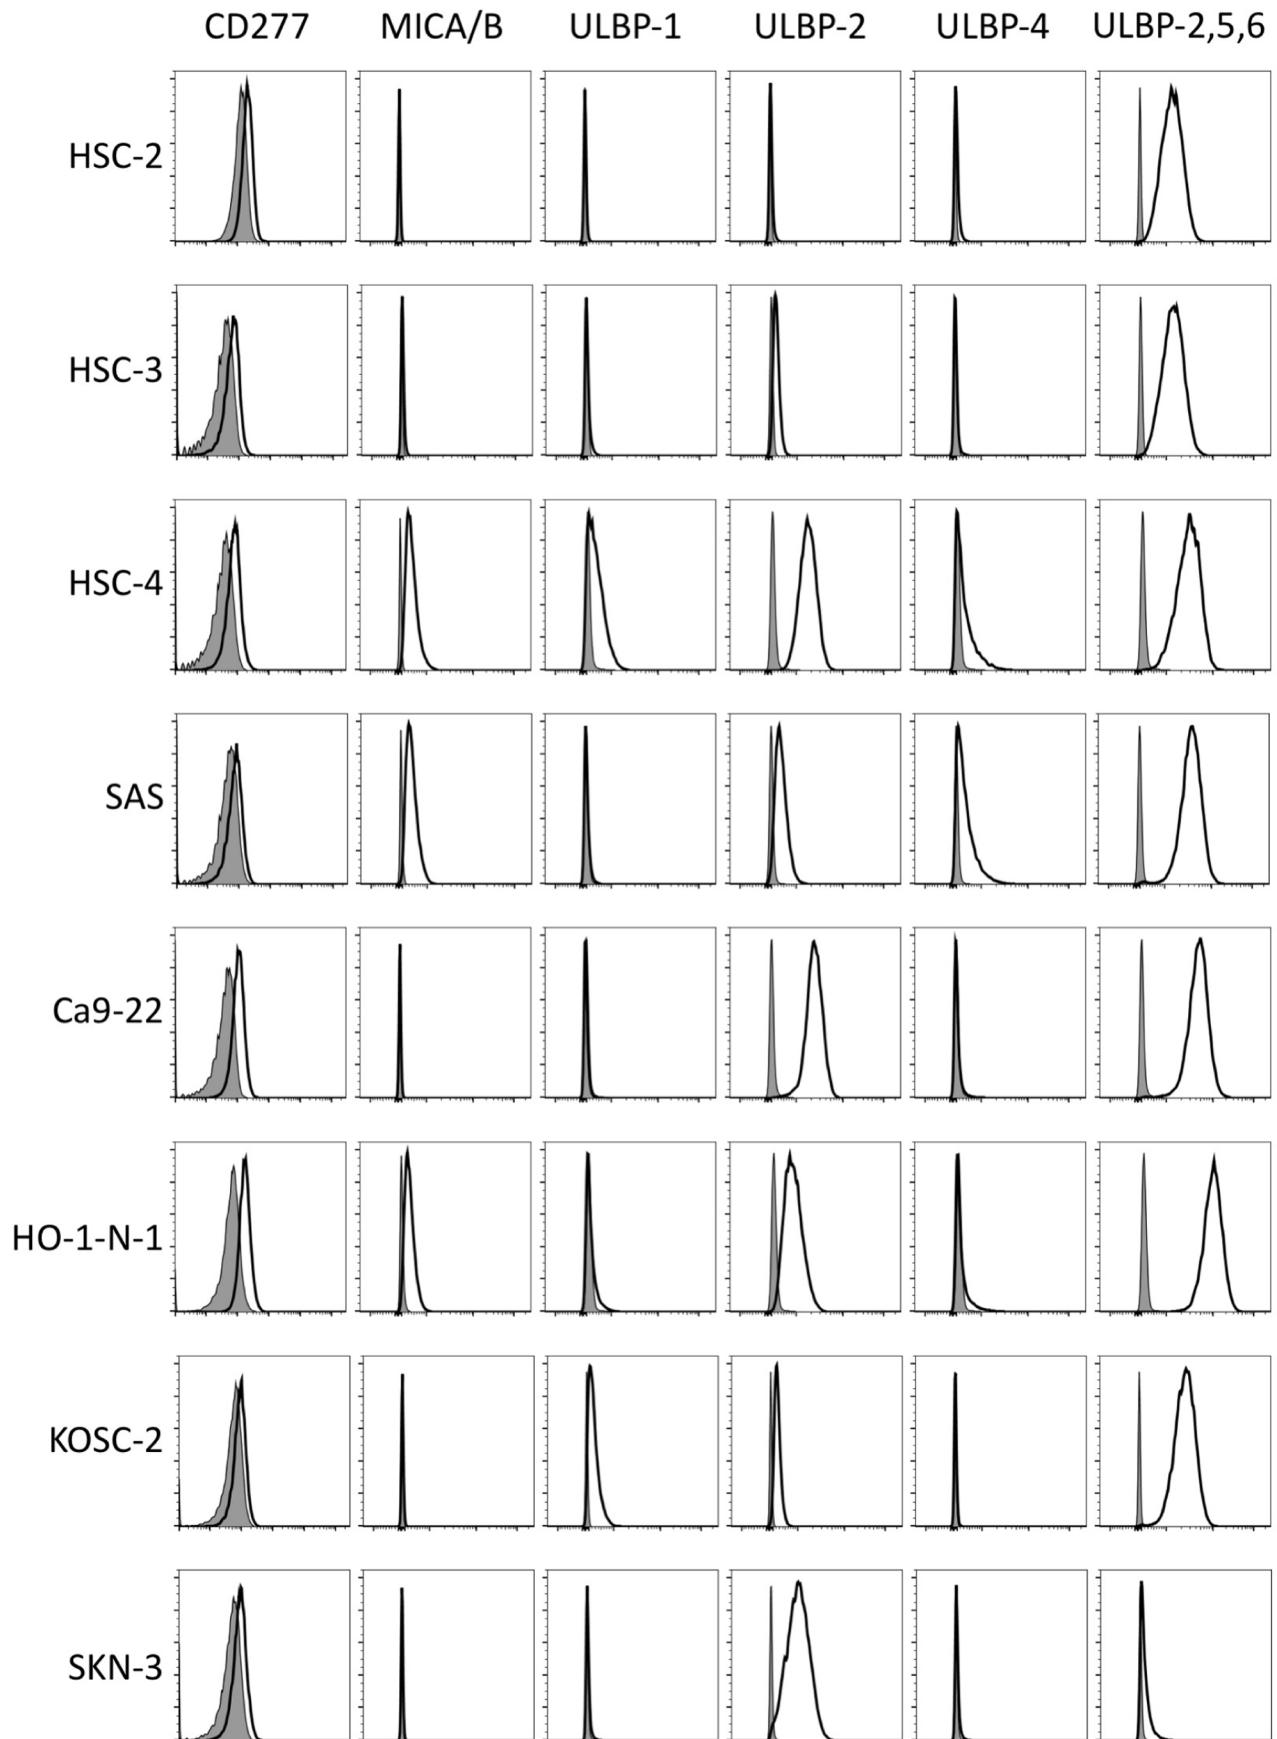 CD277 MICA/B ULBP-1 ULBP-2 ULBP-4 ULBP-2,5,6
HSC-2
HSC-3
HSC-4
SAS
Ca9-22
HO-1-N-1
KOSC-2
SKN-3